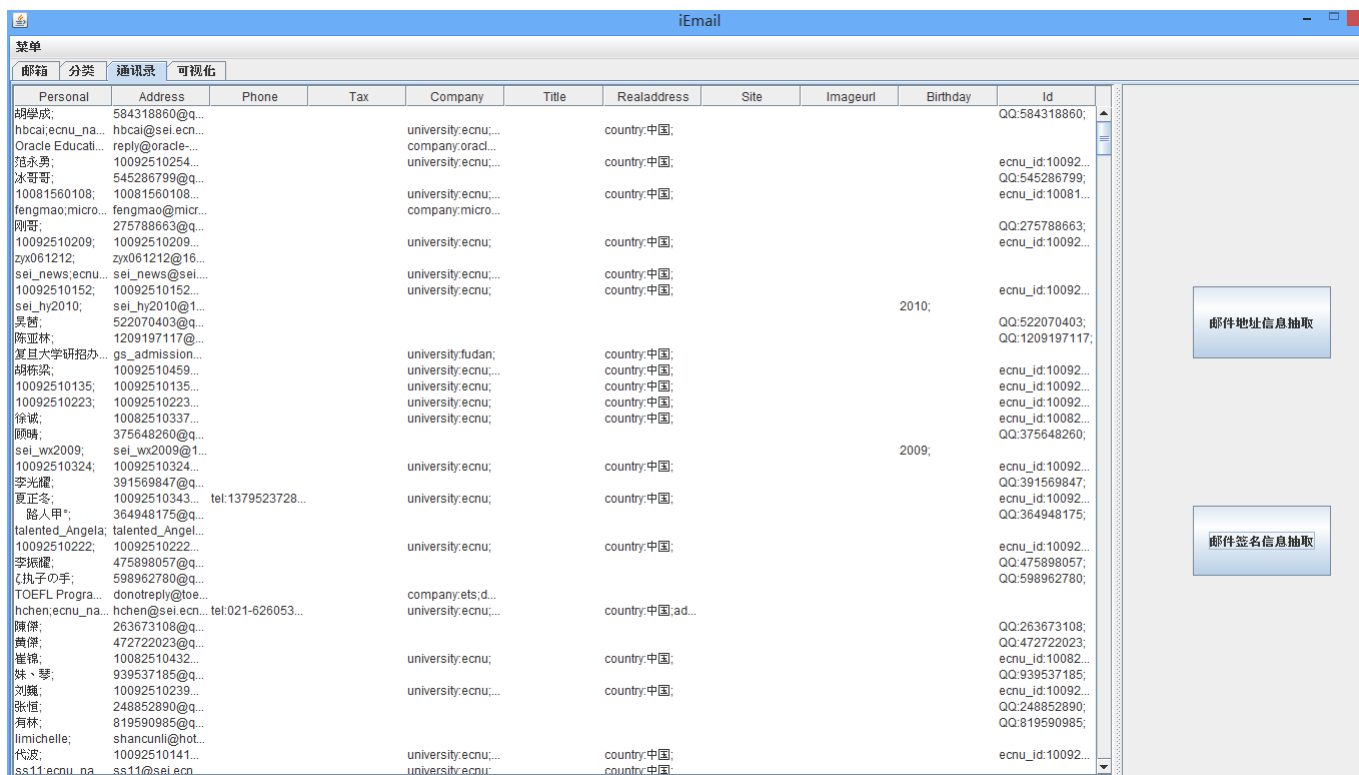 iEmail
菜单
邮箱 分类 通讯录 可视化
Personal Address Phone Tax Company Title Realaddress Site Imageurl Birthday Id
胡學成; 584318860@q... QQ:584318860;
hbcai;ecnu_na... hbcai@sei.ecn... university:ecnu;... country:中国;
Oracle Educati... reply@oracle-... company:oracl...
范永勇; 10092510254... university:ecnu;... country:中国; ecnu_id:10092...
冰哥哥; 545286799@q... QQ:545286799;
10081560108; 10081560108... university:ecnu;... country:中国; ecnu_id:10081...
fengmao;micro... fengmao@micr... company:micro...
刚哥; 275788663@q... QQ:275788663;
10092510209; 10092510209... university:ecnu; country:中国; ecnu_id:10092...
zyx061212; zyx061212@16...
sei_news;ecnu... sei_news@sei.... university:ecnu;... country:中国;
10092510152; 10092510152... university:ecnu; country:中国; ecnu_id:10092...
sei_hy2010; sei_hy2010@1... 2010;
吴茜; 522070403@q... QQ:522070403;
陈亚林; 1209197117@... QQ:1209197117;
复旦大学研招办... gs_admission... university:fudan; country:中国;
胡栋梁; 10092510459... university:ecnu;... country:中国; ecnu_id:10092...
10092510135; 10092510135... university:ecnu; country:中国; ecnu_id:10092...
10092510223; 10092510223... university:ecnu; country:中国; ecnu_id:10092...
徐诚; 10082510337... university:ecnu; country:中国; ecnu_id:10082...
顾晴; 375648260@q... QQ:375648260;
sei_wx2009; sei_wx2009@1... 2009;
10092510324; 10092510324... university:ecnu; country:中国; ecnu_id:10092...
李光耀; 391569847@q... QQ:391569847;
夏正冬; 10092510343... tel:1379523728... university:ecnu; country:中国; ecnu_id:10092...
路人甲°; 364948175@q... QQ:364948175;
talented_Angela; talented_Angel...
10092510222; 10092510222... university:ecnu; country:中国; ecnu_id:10092...
李振耀; 475898057@q... QQ:475898057;
ζ执子の手; 598962780@q... QQ:598962780;
TOEFL Progra... donotreply@toe... company:ets;d...
hchen;ecnu_na... hchen@sei.ecn... tel:021-626053... university:ecnu;... country:中国;ad...
陳傑; 263673108@q... QQ:263673108;
黄傑; 472722023@q... QQ:472722023;
崔锦; 10082510432... university:ecnu; country:中国; ecnu_id:10082...
妹、琴; 939537185@q... QQ:939537185;
刘巍; 10092510239... university:ecnu; country:中国; ecnu_id:10092...
张恒; 248852890@q... QQ:248852890;
有林; 819590985@q... QQ:819590985;
limichelle; shancunli@hot...
代波; 10092510141... university:ecnu;... country:中国; ecnu_id:10092...
ss11;ecnu_na... ss11@sei.ecn... university:ecnu; country:中国;
邮件地址信息抽取
邮件签名信息抽取